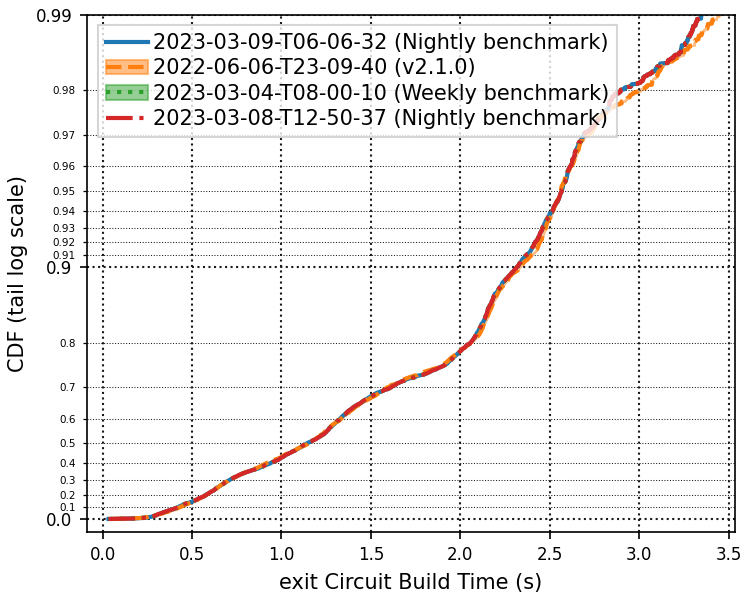 0.99
2023-03-09-T06-06-32 (Nightly benchmark)
2022-06-06-T23-09-40 (v2.1.0)
2023-03-04-T08-00-10 (Weekly benchmark)
2023-03-08-T12-50-37 (Nightly benchmark)
0.98
0.97
0.96
0.95
0.94
0.93
0.92
0.91
0.9
0.8
0.7
0.6
0.5
0.4
0.3
0.2
0.1
0.0
CDF (tail log scale)
0.0 0.5 1.0 1.5 2.0 2.5 3.0 3.5
exit Circuit Build Time (s)